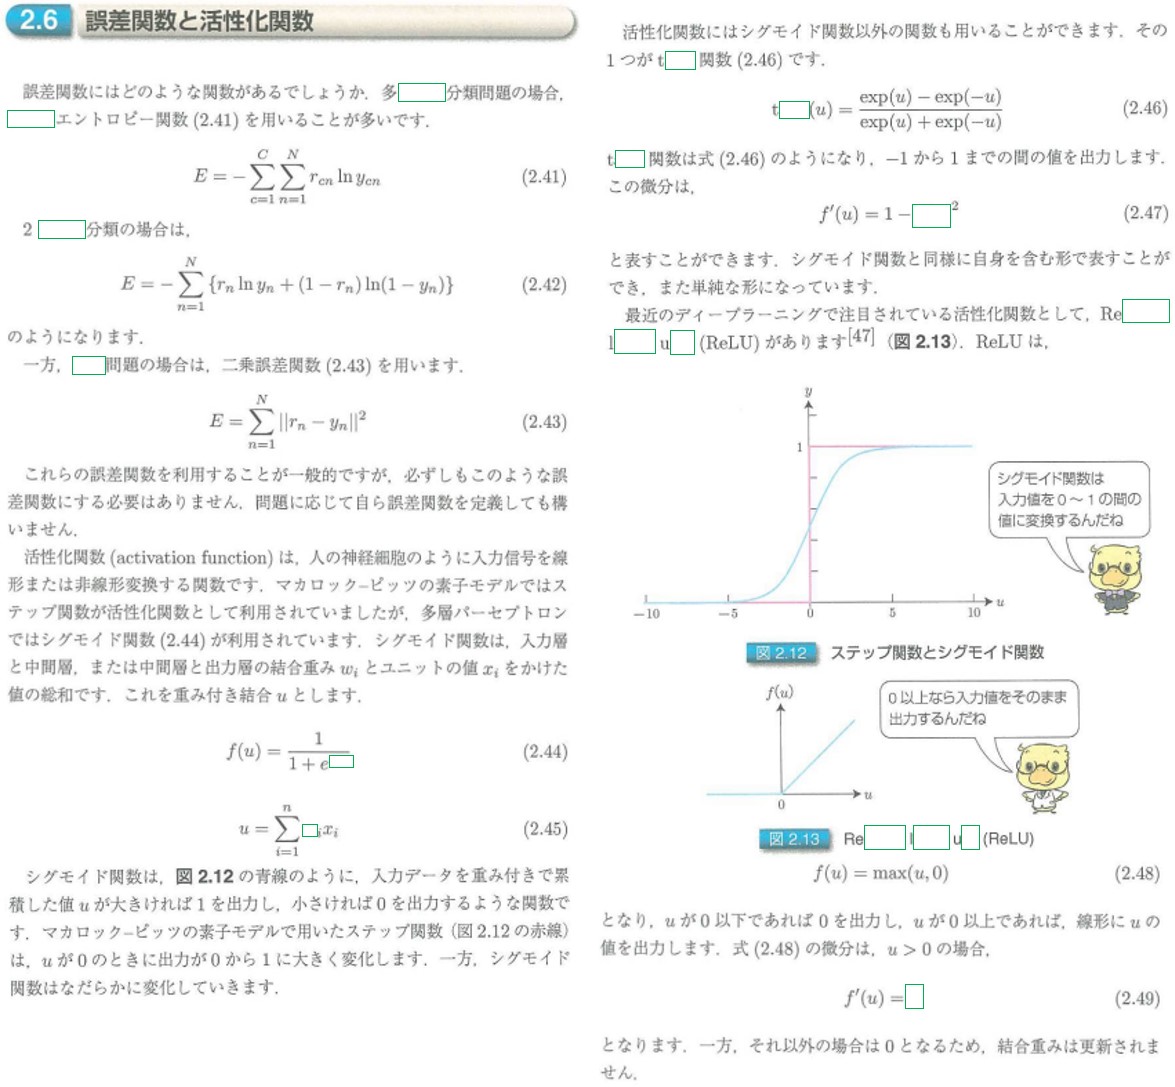 2.6 誤差関数と活性化関数
誤差関数にはどのような関数があるでしょうか．多 分類問題の場合，
エントロピー関数 (2.41) を用いることが多いです．
E = −∑_{c=1}^{C} ∑_{n=1}^{N} r_{cn} ln y_{cn} (2.41)
2 分類の場合は，
E = −∑_{n=1}^{N} {r_n ln y_n + (1 − r_n) ln(1 − y_n)} (2.42)
のようになります．
一方， 問題の場合は，二乗誤差関数 (2.43) を用います．
E = ∑_{n=1}^{N} ||r_n − y_n||² (2.43)
これらの誤差関数を利用することが一般的ですが，必ずしもこのような誤
差関数にする必要はありません．問題に応じて自ら誤差関数を定義しても構
いません．
活性化関数 (activation function) は，人の神経細胞のように入力信号を線
形または非線形変換する関数です．マカロック–ピッツの素子モデルではス
テップ関数が活性化関数として利用されていましたが，多層パーセプトロン
ではシグモイド関数 (2.44) が利用されています．シグモイド関数は，入力層
と中間層，または中間層と出力層の結合重み w_i とユニットの値 x_i をかけた
値の総和です．これを重み付き結合 u とします．
f(u) = 1 / (1 + e ) (2.44)
u = ∑_{i=1}^{n} _i x_i (2.45)
シグモイド関数は，図 2.12 の青線のように，入力データを重み付きで累
積した値 u が大きければ 1 を出力し，小さければ 0 を出力するような関数で
す．マカロック–ピッツの素子モデルで用いたステップ関数 (図 2.12 の赤線)
は，u が 0 のときに出力が 0 から 1 に大きく変化します．一方，シグモイド
関数はなだらかに変化していきます．
活性化関数にはシグモイド関数以外の関数も用いることができます．その
1 つが t 関数 (2.46) です．
t (u) = (exp(u) − exp(−u)) / (exp(u) + exp(−u)) (2.46)
t 関数は式 (2.46) のようになり，−1 から 1 までの間の値を出力します．
この微分は，
f′(u) = 1 − ² (2.47)
と表すことができます．シグモイド関数と同様に自身を含む形で表すことが
でき，また単純な形になっています．
最近のディープラーニングで注目されている活性化関数として，Re
l u (ReLU) があります[47] （図 2.13）．ReLU は，
y
1
−10 −5 0 5 10 u
シグモイド関数は
入力値を0〜1の間の
値に変換するんだね
図 2.12 ステップ関数とシグモイド関数
f(u)
0 u
0以上なら入力値をそのまま
出力するんだね
図 2.13 Re l u (ReLU)
f(u) = max(u, 0) (2.48)
となり，u が 0 以下であれば 0 を出力し，u が 0 以上であれば，線形に u の
値を出力します．式 (2.48) の微分は，u > 0 の場合，
f′(u) = (2.49)
となります．一方，それ以外の場合は 0 となるため，結合重みは更新されま
せん．